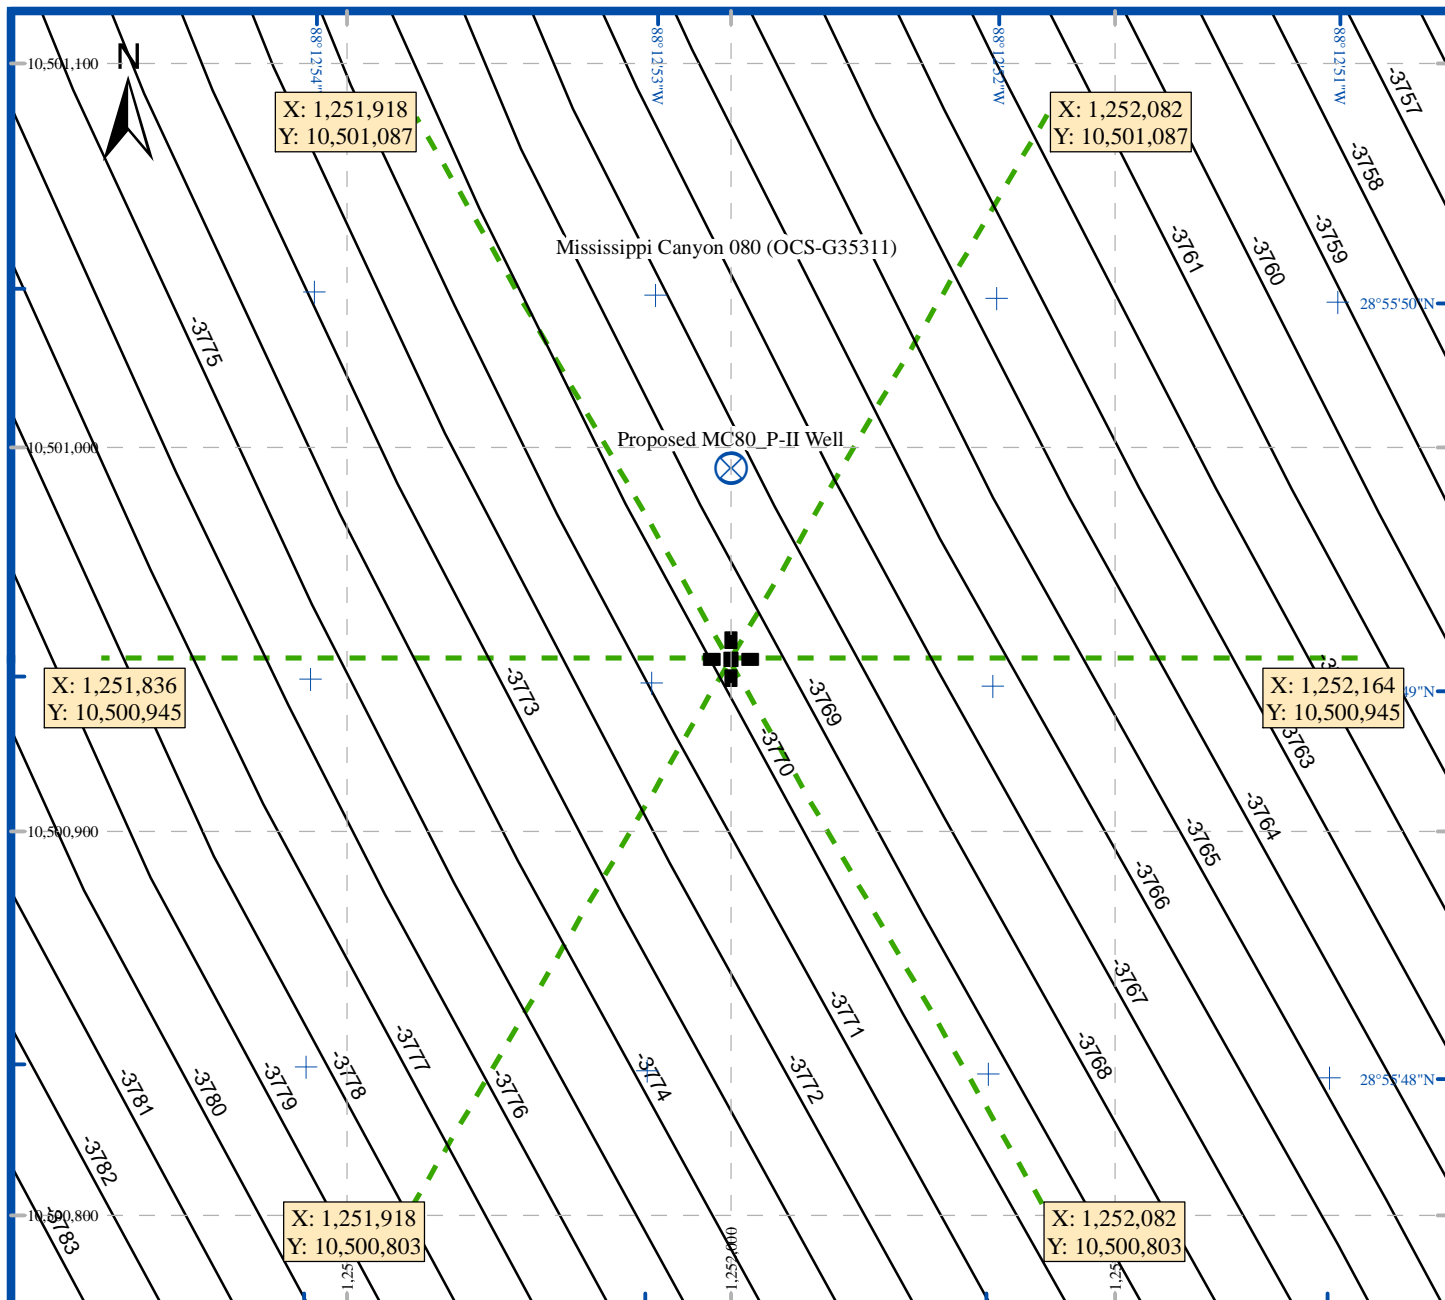 88°12'54"
88°12'53"W
88°12'52"W
88°12'51"W
N
10,501,100
-3757
X: 1,251,918
Y: 10,501,087
X: 1,252,082
Y: 10,501,087
-3758
-3759
-3760
-3761
Mississippi Canyon 080 (OCS-G35311)
28°55'50"N
-3775
10,501,000
Proposed MC80_P-II Well
X: 1,251,836
Y: 10,500,945
X: 1,252,164
Y: 10,500,945
49"N
-3773
-3769
-3770
3763
-3764
10,500,900
-3765
-3766
-3767
-3771
-3768
-3777
-3778
-3779
-3780
-3781
-3776
-3774
-3772
28°55'48"N
-3782
-3783
10,500,800
X: 1,251,918
Y: 10,500,803
X: 1,252,082
Y: 10,500,803
1,252,000